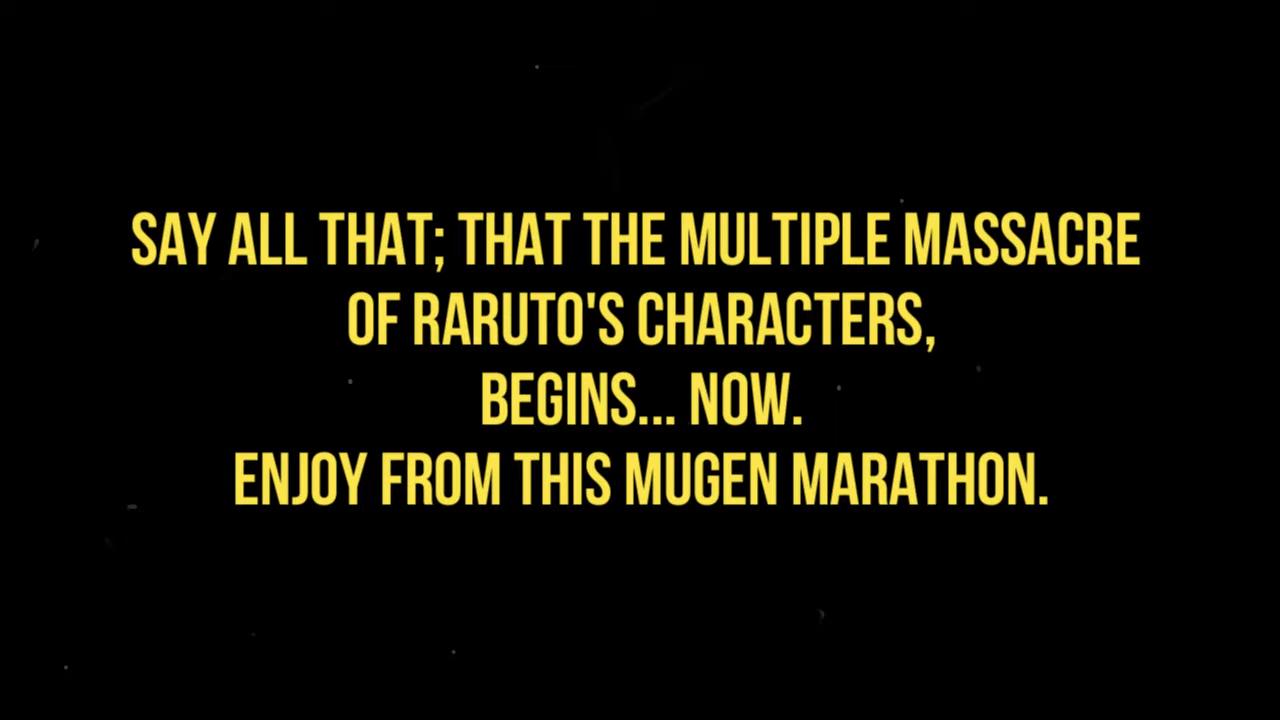 SAY ALL THAT; THAT THE MULTIPLE MASSACRE
OF RARUTO'S CHARACTERS,
BEGINS... NOW.
ENJOY FROM THIS MUGEN MARATHON.